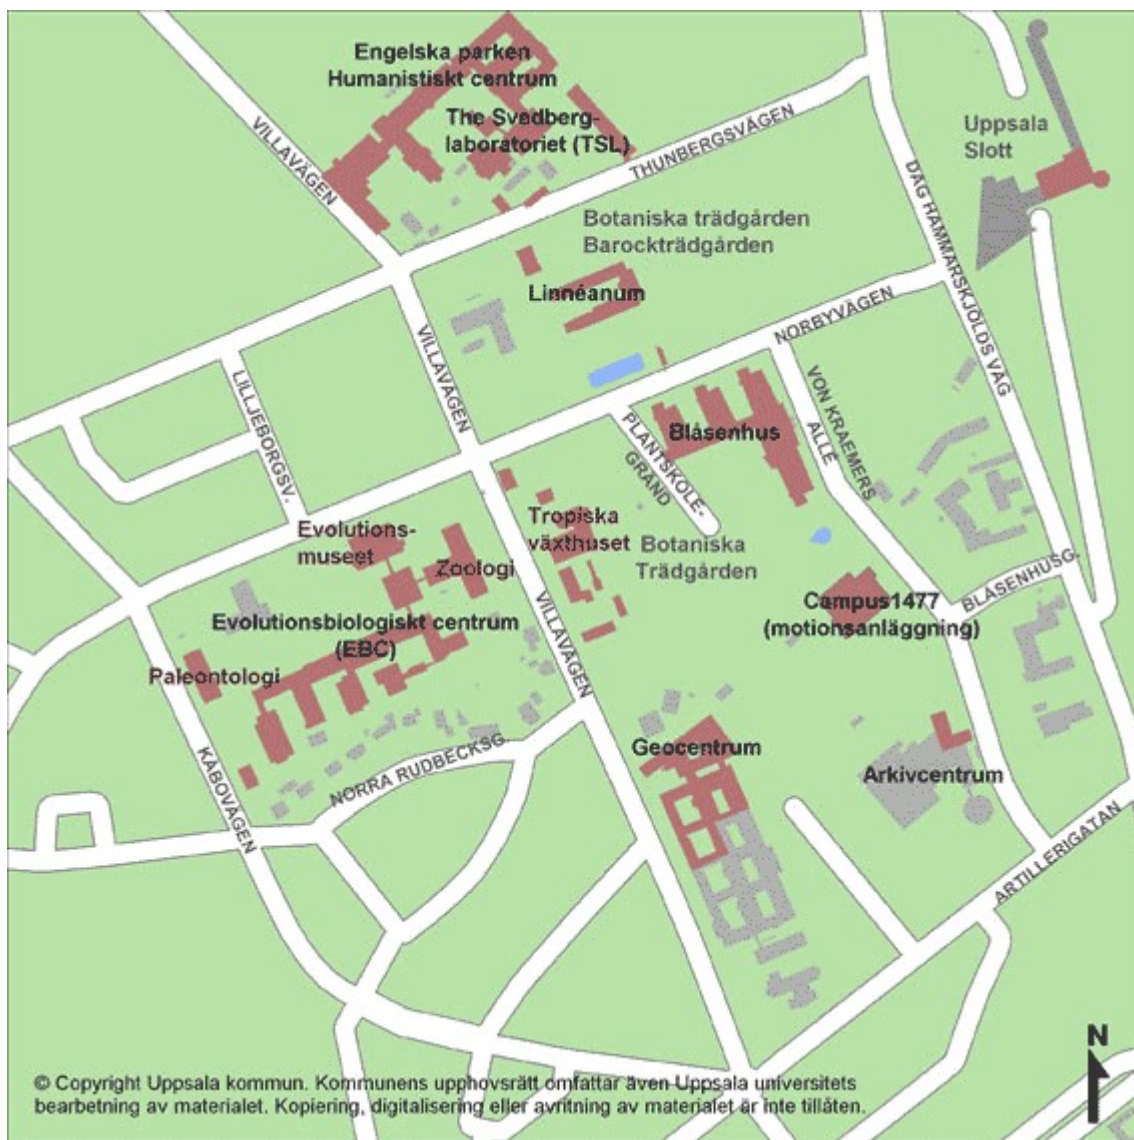 Engelska parken
Humanistiskt centrum
The Svedberg-
laboratoriet (TSL)
VILLAVÄGEN
THUNBERGSVÄGEN
Uppsala
Slott
DAG HAMMARSKJÖLDS VÄG
Botaniska trädgården
Barockträdgården
Linnéanum
NORBYVÄGEN
VILLAVÄGEN
LILLJEBORGSV.
VON KRAEMERS
ALLÉ
Blåsenhus
PLANTSKOLE-
GRÄND
Evolutions-
museet
Zoologi
Tropiska
växthuset
Botaniska
Trädgården
BLÅSENHUSG.
Campus1477
(motionsanläggning)
VILLAVÄGEN
Evolutionsbiologiskt centrum
(EBC)
Paleontologi
KÅBOVÄGEN
NORRA RUDBECKSG.
Geocentrum
Arkivcentrum
ARTILLERIGATAN
N
© Copyright Uppsala kommun. Kommunens upphovsrätt omfattar även Uppsala universitets
bearbetning av materialet. Kopiering, digitalisering eller avritning av materialet är inte tillåten.